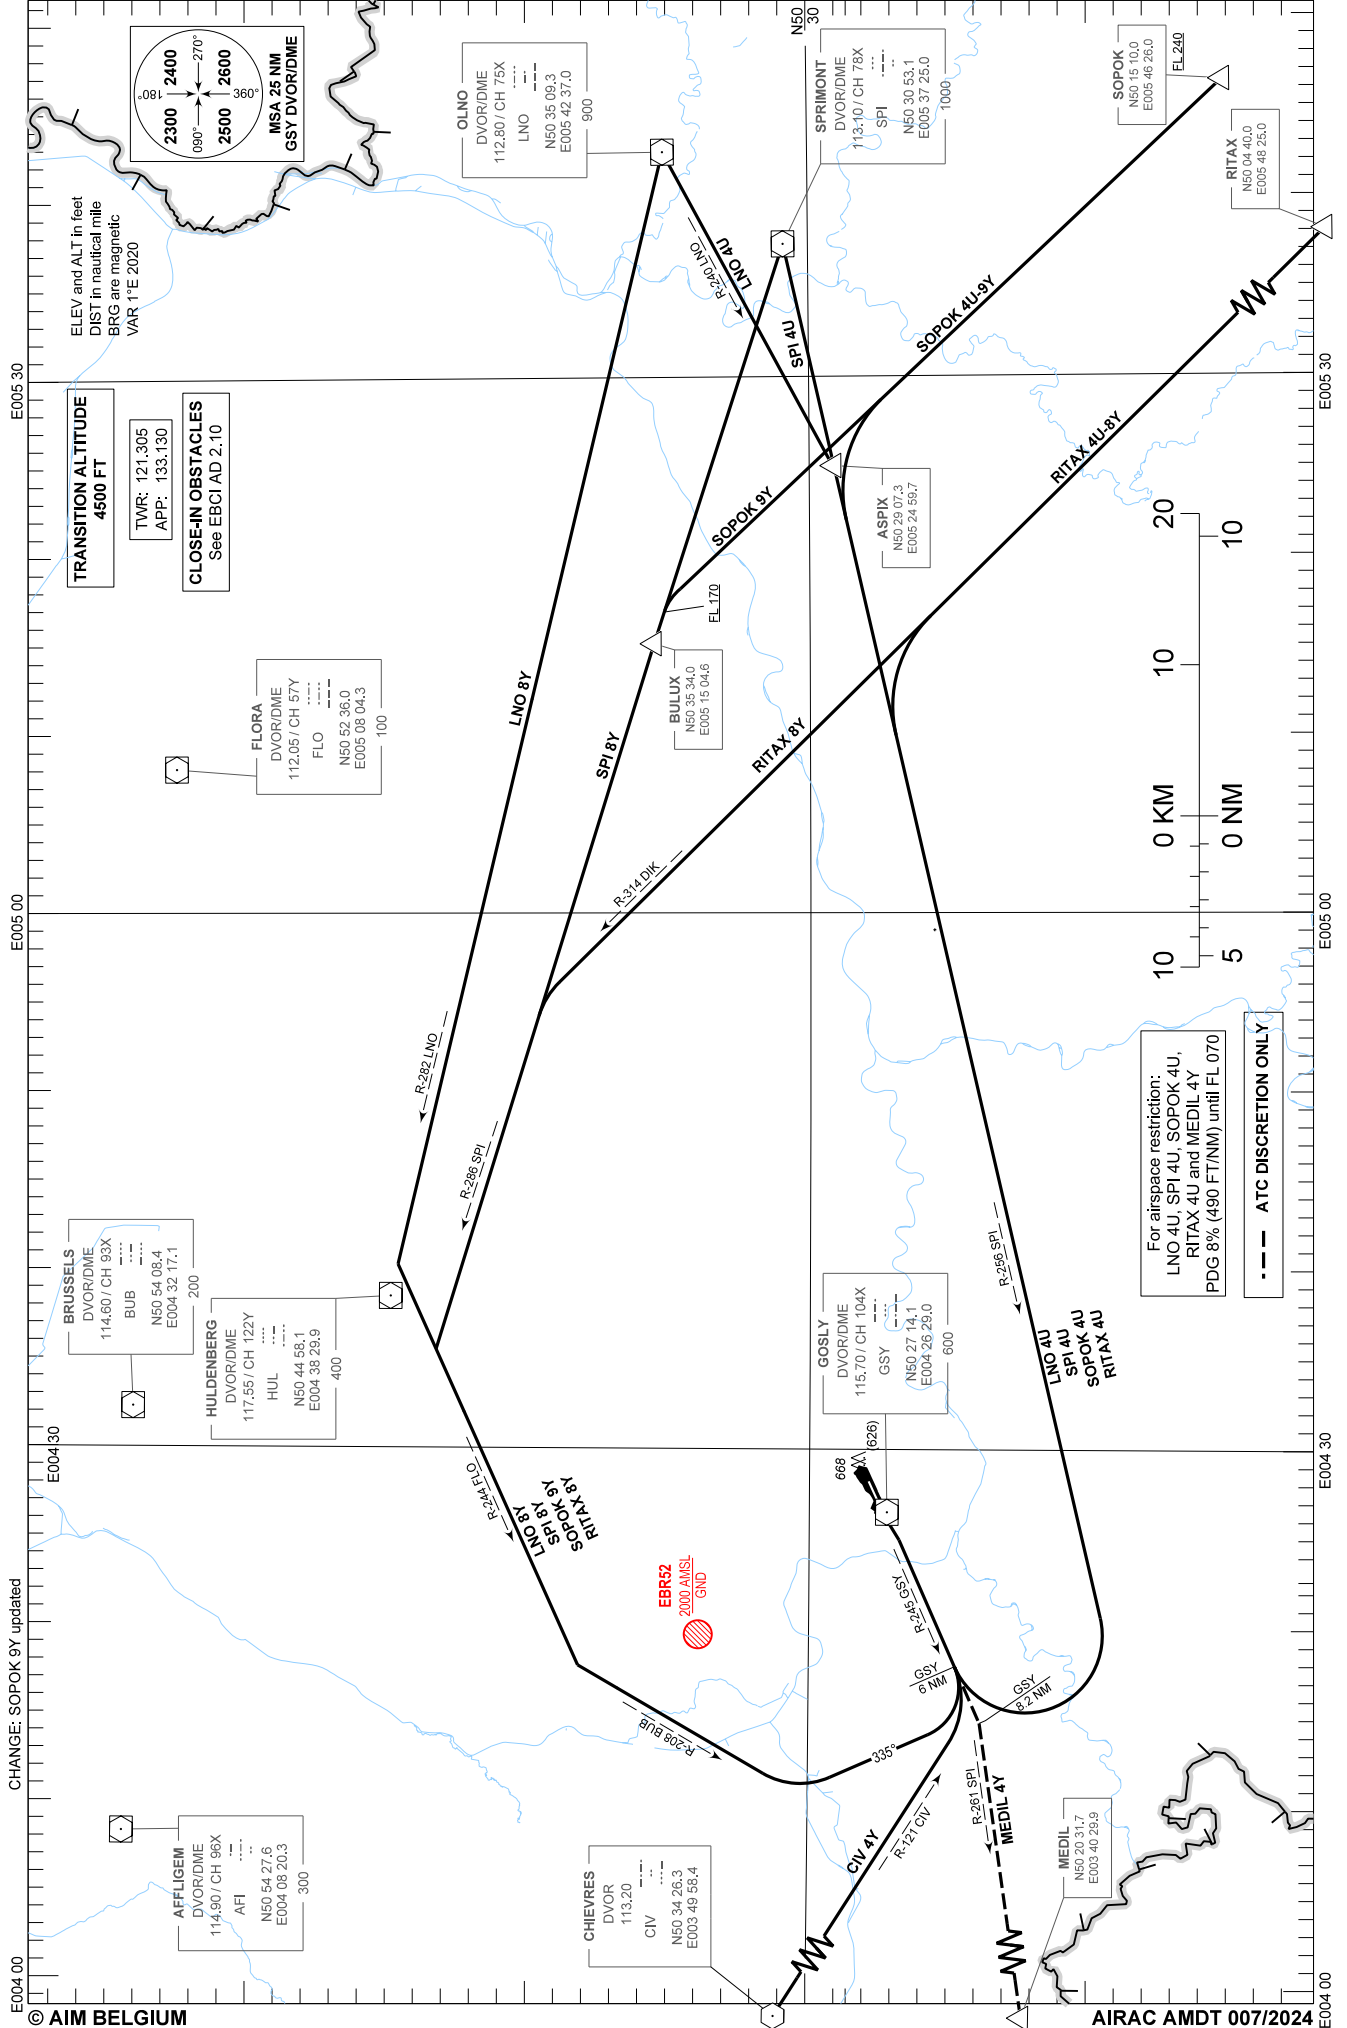 CHANGE: SOPOK 9Y updated
© AIM BELGIUM
AIRAC AMDT 007/2024
E004 00
E004 30
E005 00
E005 30
E004 00
E004 30
E005 00
E005 30
N50
30
ELEV and ALT in feet
DIST in nautical mile
BRG are magnetic
VAR 1°E 2020
2300
2400
2500
2600
180°
270°
090°
360°
MSA 25 NM
GSY DVOR/DME
TRANSITION ALTITUDE
4500 FT
TWR: 121.305
APP: 133.130
CLOSE-IN OBSTACLES
See EBCI AD 2.10
AFFLIGEM
DVOR/DME
114.90 / CH 96X
AFI
N50 54 27.6
E004 08 20.3
300
BRUSSELS
DVOR/DME
114.60 / CH 93X
BUB
N50 54 08.4
E004 32 17.1
200
HULDENBERG
DVOR/DME
117.55 / CH 122Y
HUL
N50 44 58.1
E004 38 29.9
400
FLORA
DVOR/DME
112.05 / CH 57Y
FLO
N50 52 36.0
E005 08 04.3
100
OLNO
DVOR/DME
112.80 / CH 75X
LNO
N50 35 09.3
E005 42 37.0
900
SPRIMONT
DVOR/DME
113.10 / CH 78X
SPI
N50 30 53.1
E005 37 25.0
1000
SOPOK
N50 15 10.0
E005 46 26.0
FL 240
RITAX
N50 04 40.0
E005 48 25.0
ASPIX
N50 29 07.3
E005 24 59.7
BULUX
N50 35 34.0
E005 15 04.6
FL 170
GOSLY
DVOR/DME
115.70 / CH 104X
GSY
N50 27 14.1
E004 26 29.0
600
CHIEVRES
DVOR
113.20
CIV
N50 34 26.3
E003 49 58.4
MEDIL
N50 20 31.7
E003 40 29.9
EBR52
2000 AMSL
GND
668
(626)
LNO 8Y
SPI 8Y
RITAX 8Y
SOPOK 9Y
LNO 4U
SPI 4U
SOPOK 4U-9Y
RITAX 4U-8Y
R-240 LNO
R-282 LNO
R-286 SPI
R-314 DIK
R-244 FLO
R-208 BUB
R-245 GSY
R-256 SPI
R-261 SPI
R-121 CIV
335°
LNO 8Y
SPI 8Y
SOPOK 9Y
RITAX 8Y
LNO 4U
SPI 4U
SOPOK 4U
RITAX 4U
CIV 4Y
MEDIL 4Y
GSY
6 NM
GSY
8.2 NM
10
0 KM
10
20
5
0 NM
10
For airspace restriction:
LNO 4U, SPI 4U, SOPOK 4U,
RITAX 4U and MEDIL 4Y
PDG 8% (490 FT/NM) until FL 070
ATC DISCRETION ONLY